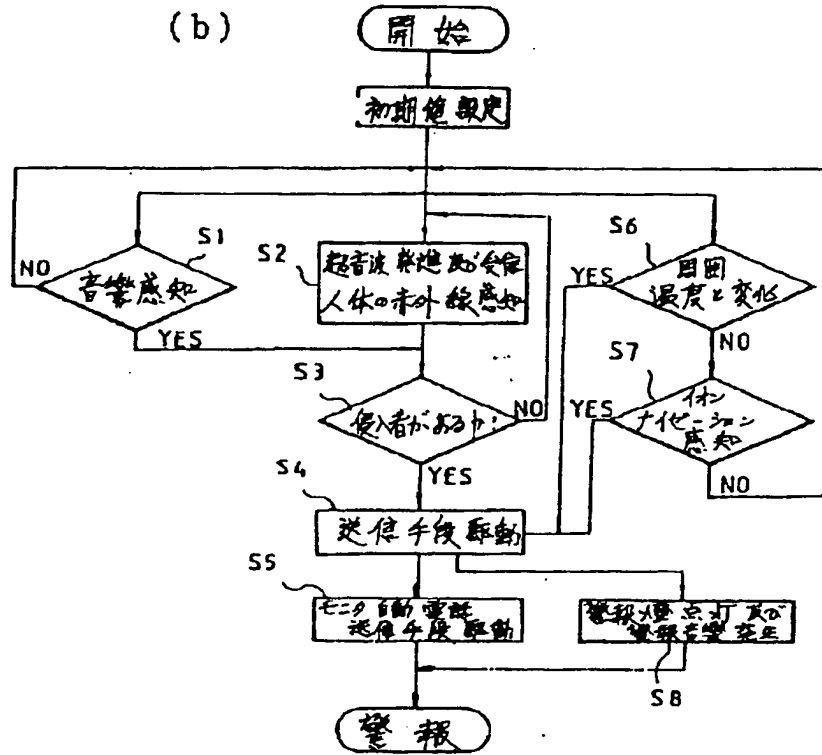 (b)
開始
初期値設定
S1
音響感知
NO
YES
S2
超音波発進及び受信
人体の赤外線感知
S3
侵入者があるか?
NO
YES
S4
送信手段駆動
S5
モニタ自動電話
送信手段駆動
S6
周囲
温度と変化
YES
NO
S7
イオン
ナイゼーション
感知
YES
NO
警報燈点灯及び
警報音響発生
S8
警報